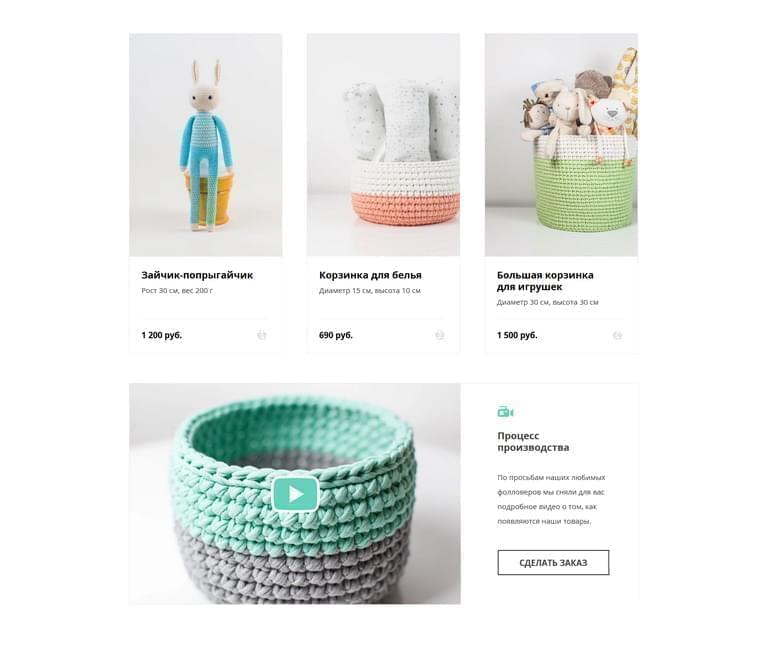 Зайчик-попрыгайчик
Рост 30 см, вес 200 г
1 200 руб.
Корзинка для белья
Диаметр 15 см, высота 10 см
690 руб.
Большая корзинка
для игрушек
Диаметр 30 см, высота 30 см
1 500 руб.
Процесс
производства
По просьбам наших любимых
фолловеров мы сняли для вас
подробное видео о том, как
появляются наши товары.
СДЕЛАТЬ ЗАКАЗ